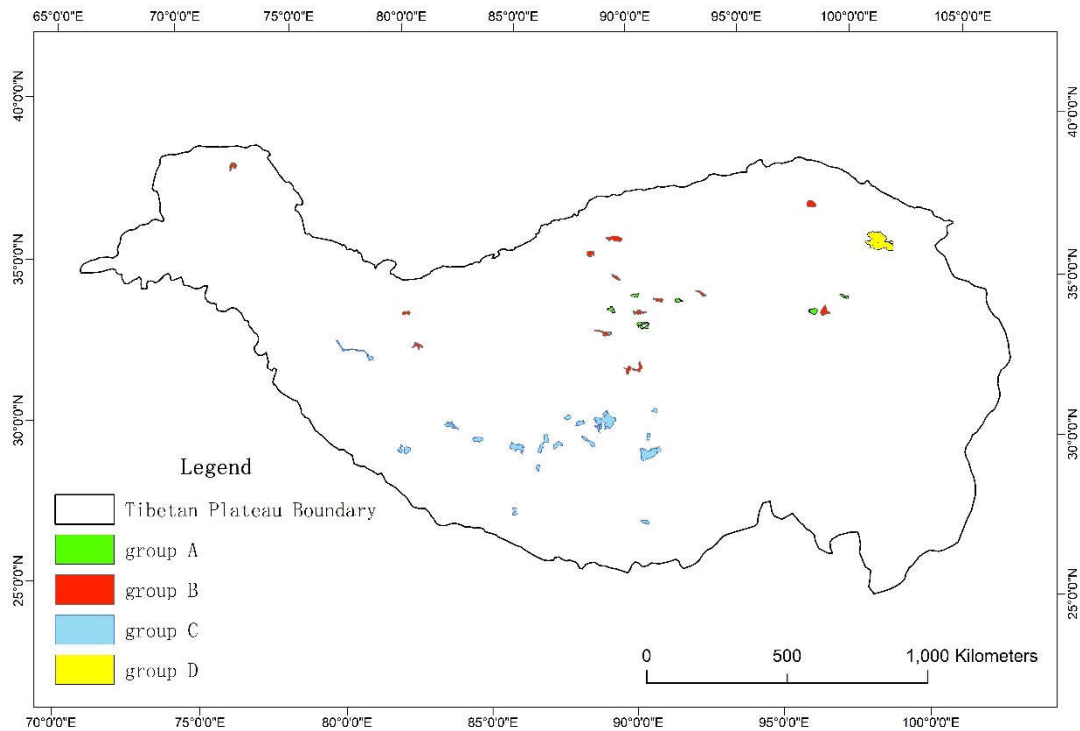 65°0'0"E 70°0'0"E 75°0'0"E 80°0'0"E 85°0'0"E 90°0'0"E 95°0'0"E 100°0'0"E 105°0'0"E
40°0'0"N
40°0'0"N
35°0'0"N
35°0'0"N
30°0'0"N
30°0'0"N
25°0'0"N
25°0'0"N
Legend
Tibetan Plateau Boundary
group A
group B
group C
group D
0 500 1,000 Kilometers
70°0'0"E 75°0'0"E 80°0'0"E 85°0'0"E 90°0'0"E 95°0'0"E 100°0'0"E